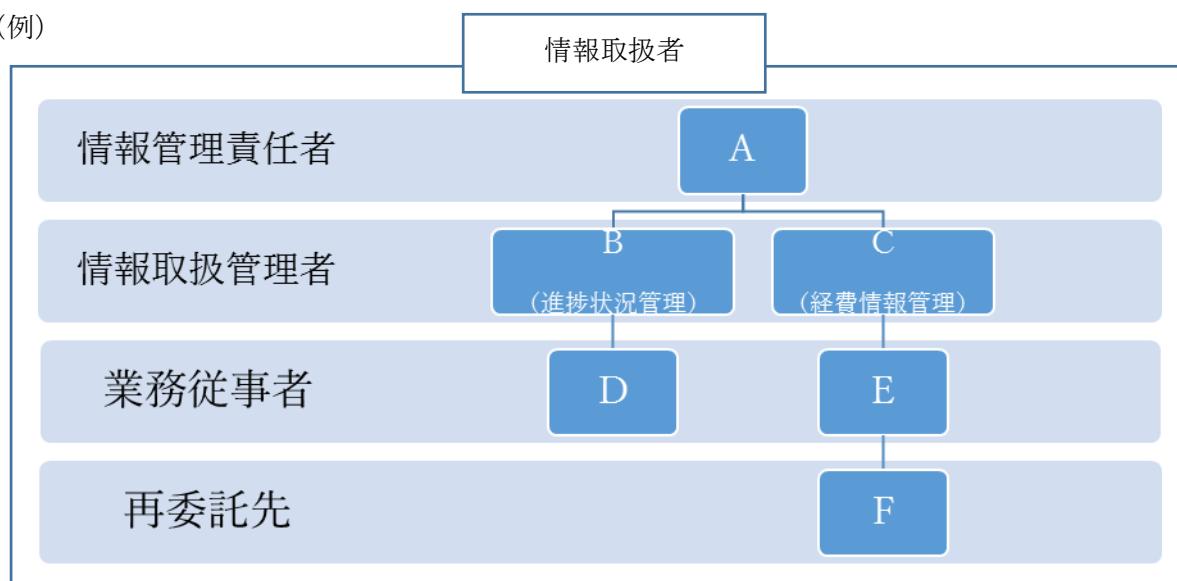 (例)
情報取扱者
情報管理責任者
A
情報取扱管理者
B
（進捗状況管理）
C
（経費情報管理）
業務従事者
D
E
再委託先
F